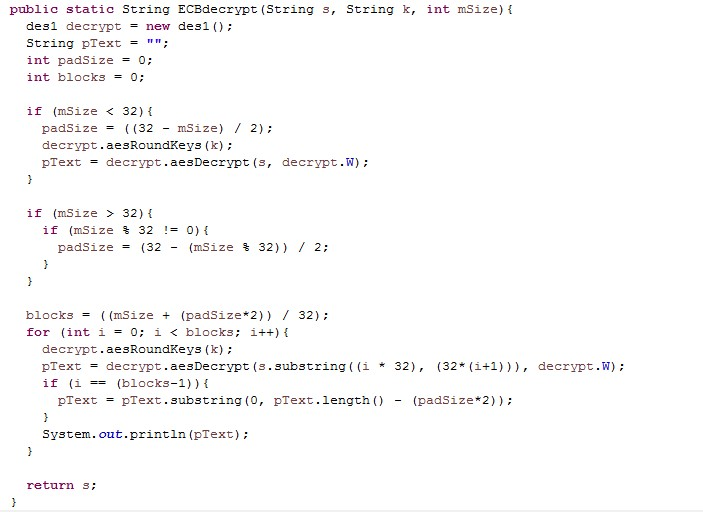 public static String ECBdecrypt(String s, String k, int mSize){
  des1 decrypt = new des1();
  String pText = "";
  int padSize = 0;
  int blocks = 0;

  if (mSize < 32){
    padSize = ((32 - mSize) / 2);
    decrypt.aesRoundKeys(k);
    pText = decrypt.aesDecrypt(s, decrypt.W);
  }

  if (mSize > 32){
    if (mSize % 32 != 0){
      padSize = (32 - (mSize % 32)) / 2;
    }
  }

  blocks = ((mSize + (padSize*2)) / 32);
  for (int i = 0; i < blocks; i++){
    decrypt.aesRoundKeys(k);
    pText = decrypt.aesDecrypt(s.substring((i * 32), (32*(i+1))), decrypt.W);
    if (i == (blocks-1)){
      pText = pText.substring(0, pText.length() - (padSize*2));
    }
    System.out.println(pText);
  }

  return s;
}